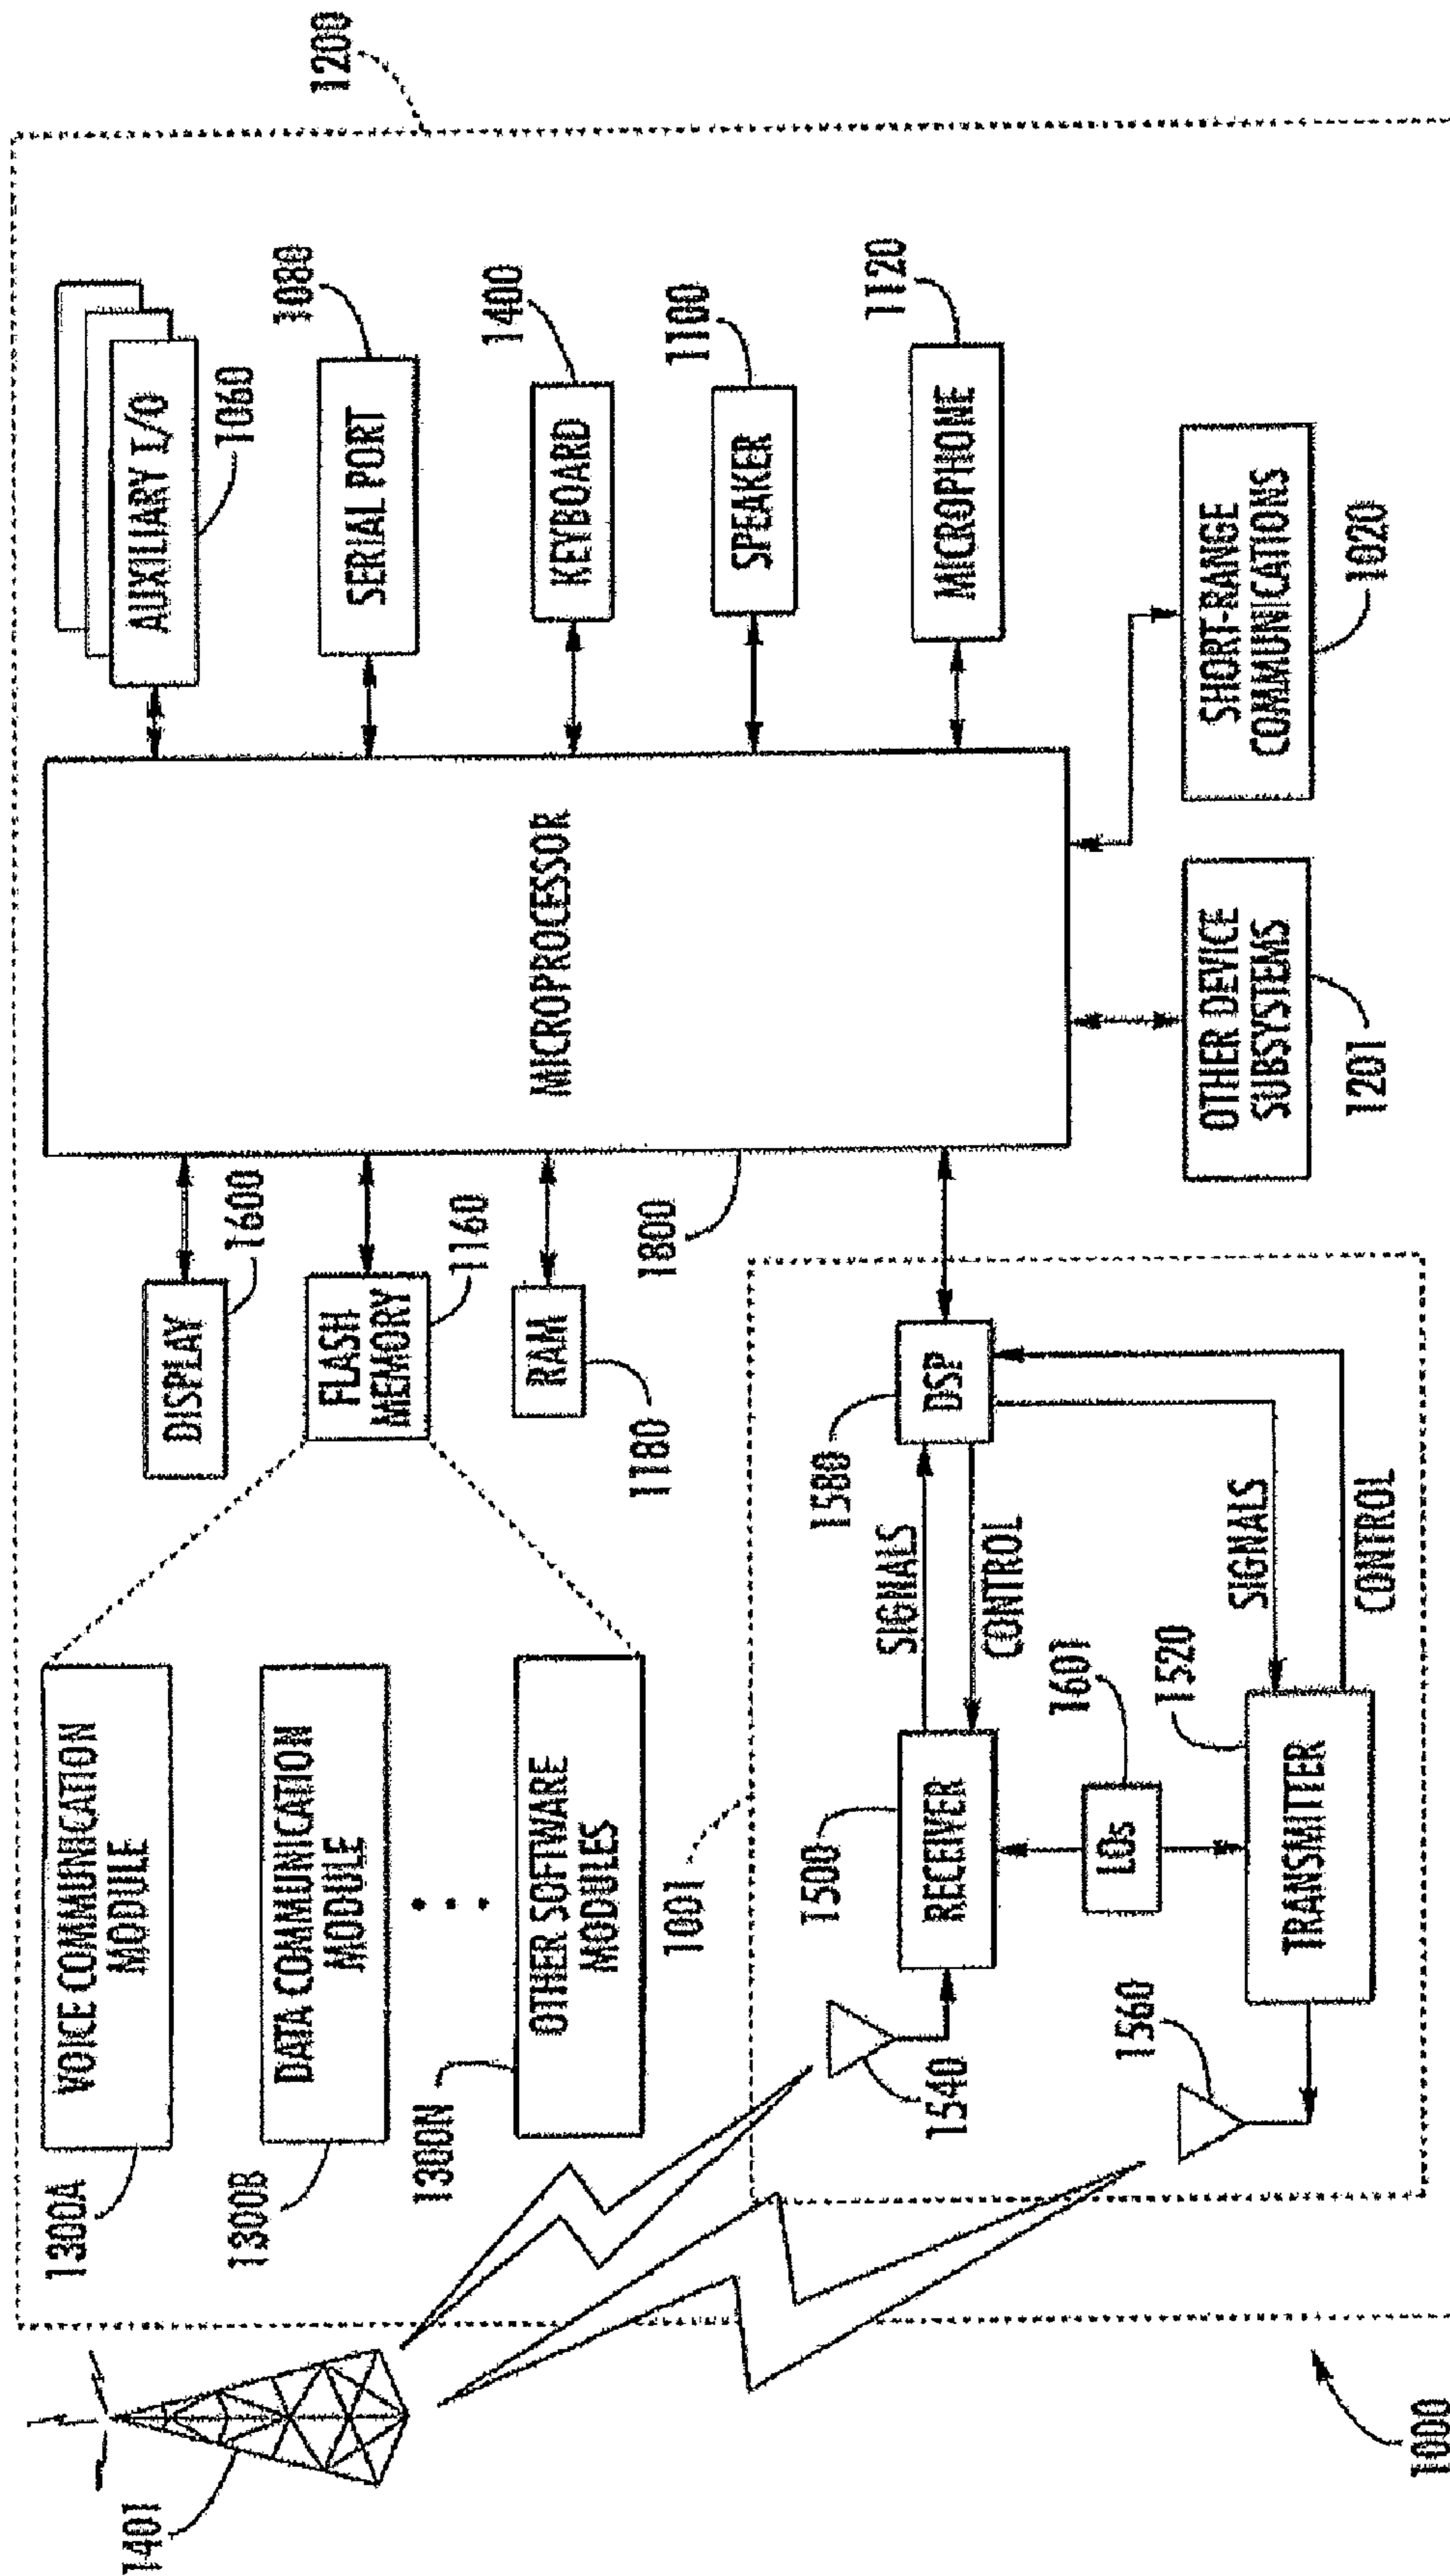 1401
1300A
VOICE COMMUNICATION
MODULE
1300B
DATA COMMUNICATION
MODULE
1300N
OTHER SOFTWARE
MODULES
DISPLAY
1600
FLASH
MEMORY
1160
RAM
1180
1800
MICROPROCESSOR
AUXILIARY I/O
1060
SERIAL PORT
1080
KEYBOARD
1400
SPEAKER
1100
MICROPHONE
1120
1200
1001
1500
RECEIVER
1540
SIGNALS
CONTROL
1580
DSP
LOs
1601
1560
TRANSMITTER
1520
SIGNALS
CONTROL
OTHER DEVICE
SUBSYSTEMS
1201
SHORT-RANGE
COMMUNICATIONS
1020
1000